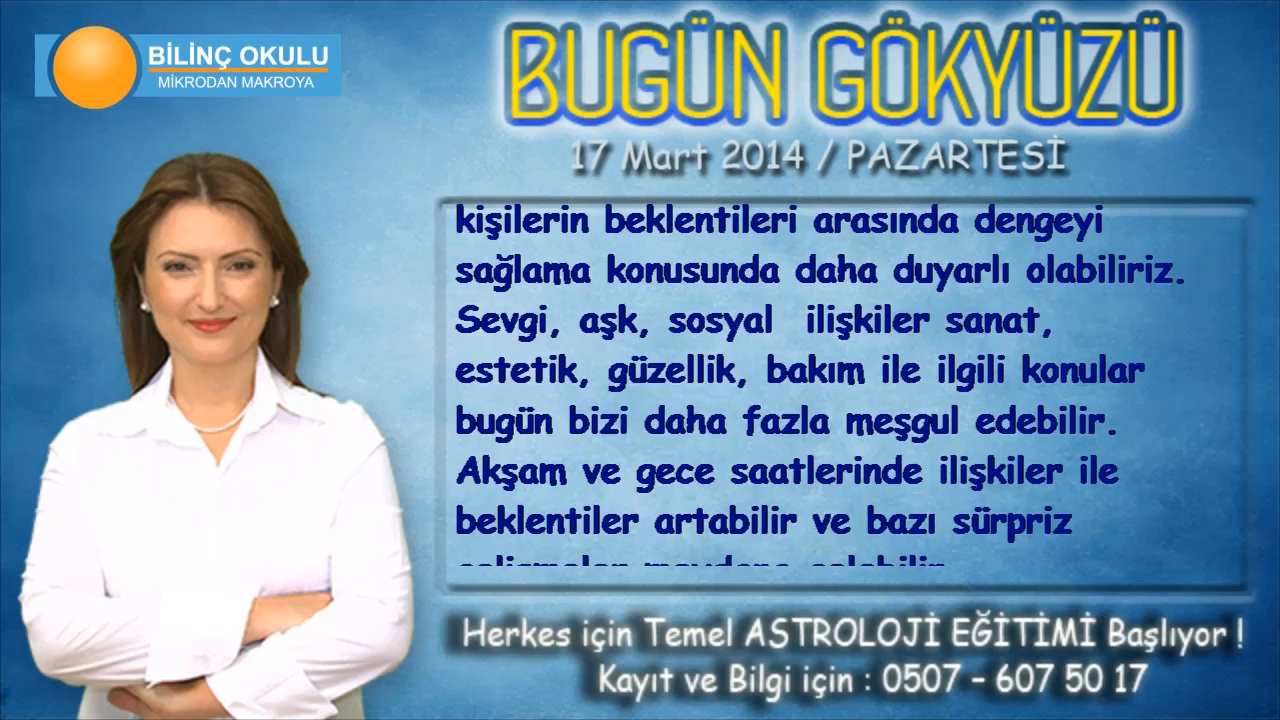 BİLİNÇ OKULU
MİKRODAN MAKROYA
BUGÜN GÖKYÜZÜ
17 Mart 2014 / PAZARTESİ
kişilerin beklentileri arasında dengeyi
sağlama konusunda daha duyarlı olabiliriz.
Sevgi, aşk, sosyal ilişkiler sanat,
estetik, güzellik, bakım ile ilgili konular
bugün bizi daha fazla meşgul edebilir.
Akşam ve gece saatlerinde ilişkiler ile
beklentiler artabilir ve bazı sürpriz
Herkes için Temel ASTROLOJİ EĞİTİMİ Başlıyor !
Kayıt ve Bilgi için : 0507 – 607 50 17